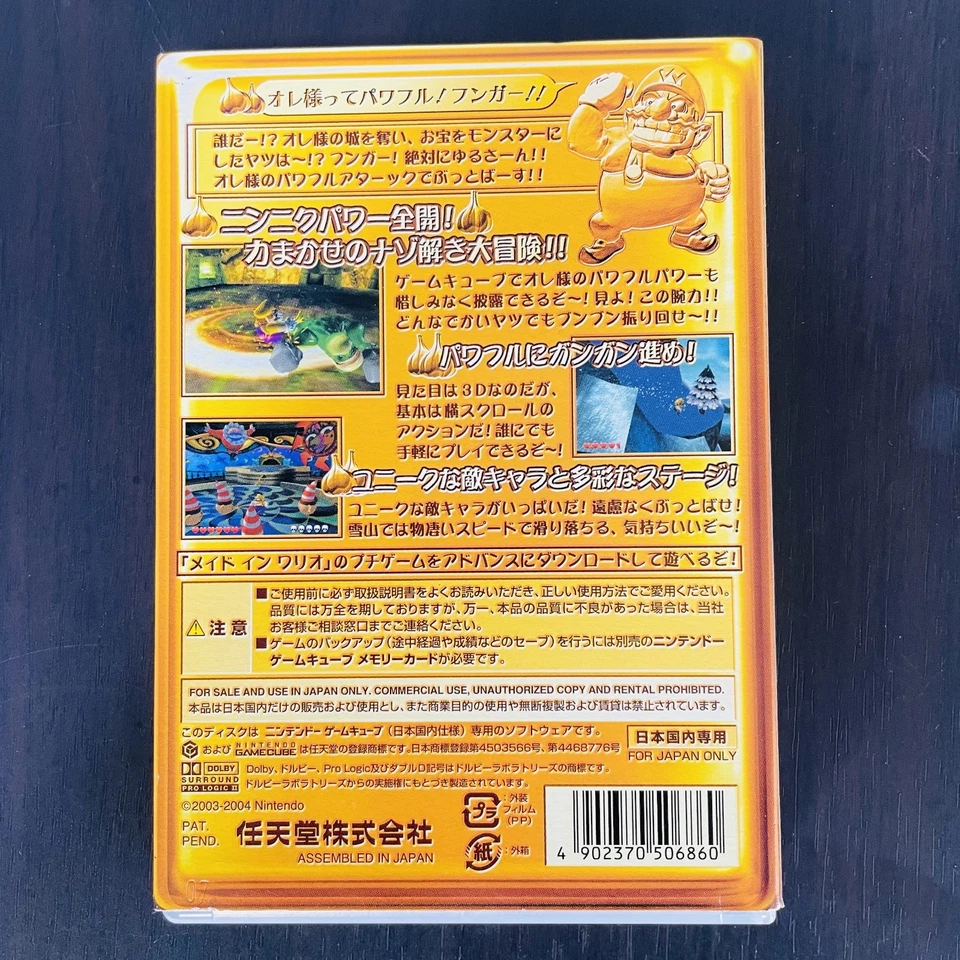 オレ様ってパワフル!フンガー!!
誰だー!?オレ様の城を奪い、お宝をモンスターに
したヤツは〜!?フンガー!絶対にゆるさーん!!
オレ様のパワフルアタックでぶっとばーす!!
ニンニクパワー全開!
力まかせのナゾ解き大冒険!!
ゲームキューブでオレ様のパワフルパワーも
惜しみなく披露できるぞ〜!見よ!この腕力!!
どんなでかいヤツでもブンブン振り回せ〜!!
パワフルにガンガン進め!
見た目は3Dなのだが、
基本は横スクロールの
アクションだ!誰にでも
手軽にプレイできるぞ〜!
ユニークな敵キャラと多彩なステージ!
ユニークな敵キャラがいっぱいだ!遠慮なくぶっとばせ!
雪山では物凄いスピードで滑り落ちる、気持ちいいぞ〜!
「メイド イン ワリオ」のプチゲームをアドバンスにダウンロードして遊べるぞ!
注意
■ご使用前に必ず取扱説明書をよくお読みいただき、正しい使用方法でご愛用ください。
品質には万全を期しておりますが、万一、本品の品質に不良があった場合は、当社
お客様ご相談窓口までご連絡ください。
■ゲームのバックアップ(途中経過や成績などのセーブ)を行うには別売のニンテンドー
ゲームキューブ メモリーカードが必要です。
FOR SALE AND USE IN JAPAN ONLY. COMMERCIAL USE, UNAUTHORIZED COPY AND RENTAL PROHIBITED.
本品は日本国内だけの販売および使用とし、また商業目的の使用や無断複製および賃貸は禁止されています。
このディスクは ニンテンドー ゲームキューブ (日本国内仕様) 専用のソフトウェアです。
および NINTENDO GAMECUBE は任天堂の登録商標です。日本商標登録第4503566号、第4468776号
日本国内専用
FOR JAPAN ONLY
DOLBY
SURROUND
PRO LOGIC II
Dolby、ドルビー、Pro Logic及びダブルD記号はドルビーラボラトリーズの商標です。
ドルビーラボラトリーズからの実施権にもとづき製造されています。
©2003-2004 Nintendo
PAT.
PEND.
任天堂株式会社
ASSEMBLED IN JAPAN
プラ
:外装
フィルム
(PP)
紙
:外箱
4 902370 506860
07